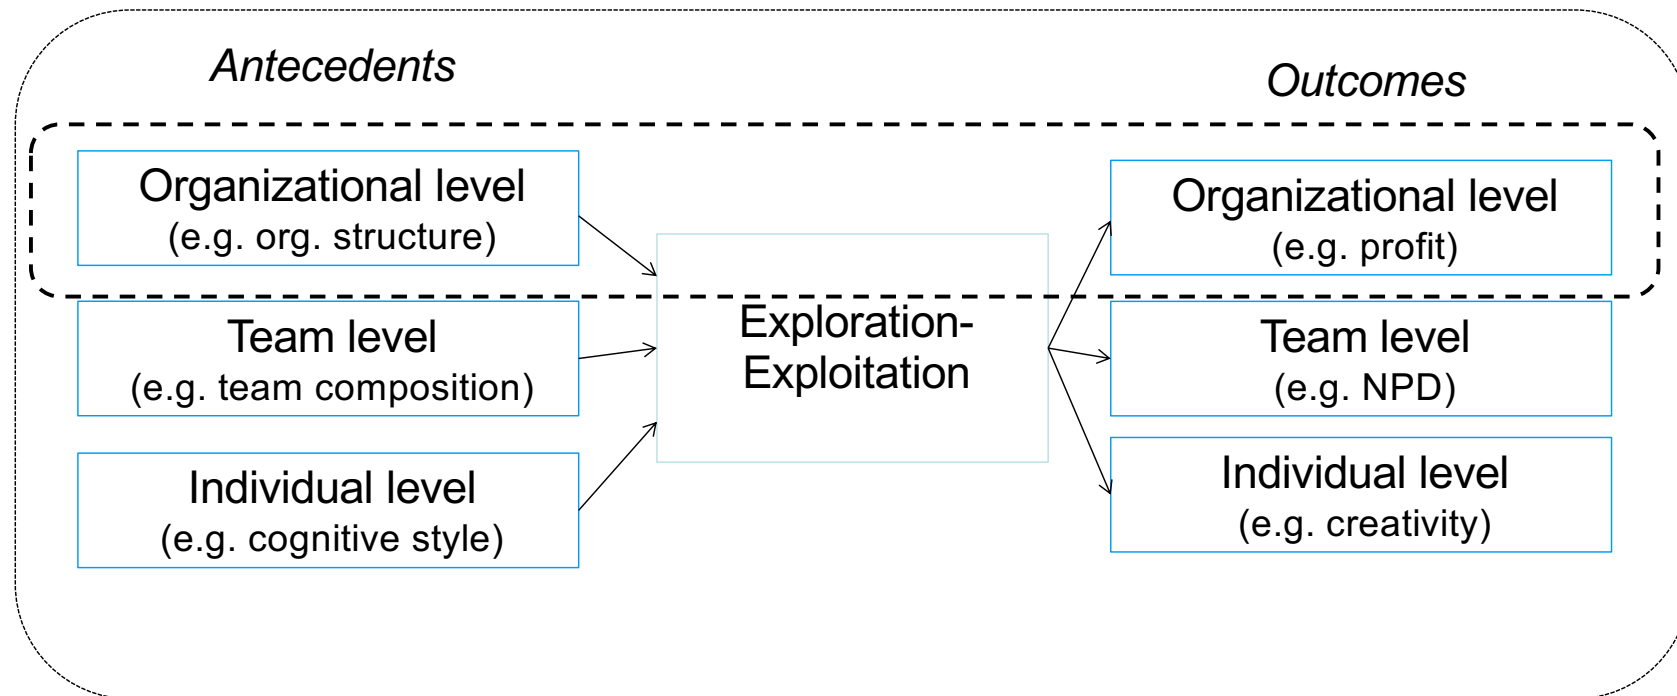 Antecedents
Outcomes
Organizational level
(e.g. org. structure)
Team level
(e.g. team composition)
Individual level
(e.g. cognitive style)
Exploration-
Exploitation
Organizational level
(e.g. profit)
Team level
(e.g. NPD)
Individual level
(e.g. creativity)